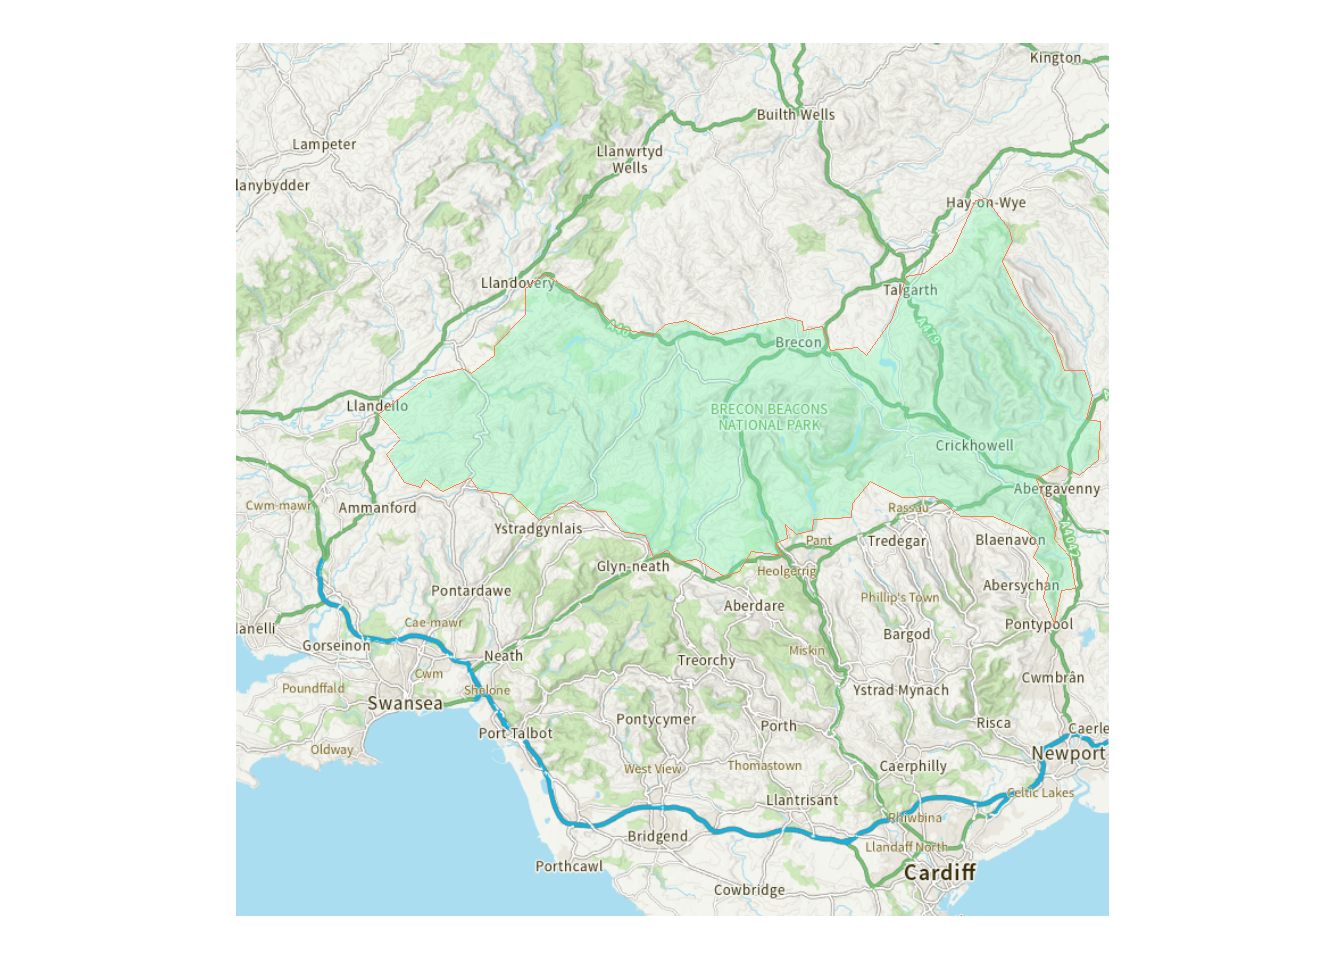 Kington
Builth Wells
Lampeter
Llanwrtyd
Wells
lanybydder
Hay-on-Wye
Llandovery
Talgarth
A479
Brecon
Llandeilo
BRECON BEACONS
NATIONAL PARK
Crickhowell
Abergavenny
Cwm-mawr
Ammanford
Rassau
Ystradgynlais
Pant
Tredegar
Blaenavon
A4042
Glyn-neath
Heolgerrig
Abersychan
Pontardawe
Phillip's Town
Aberdare
Cae-mawr
Pontypool
lanelli
Bargod
Gorseinon
Neath
Miskin
Treorchy
Cwm
Cwmbrân
Poundffald
Shelone
Ystrad Mynach
Swansea
Pontycymer
Porth
Risca
Caerle
Port Talbot
Oldway
Newport
West View
Thomastown
Caerphilly
Celtic Lakes
Llantrisant
Rhiwbina
Bridgend
Llandaff North
Porthcawl
Cardiff
Cowbridge